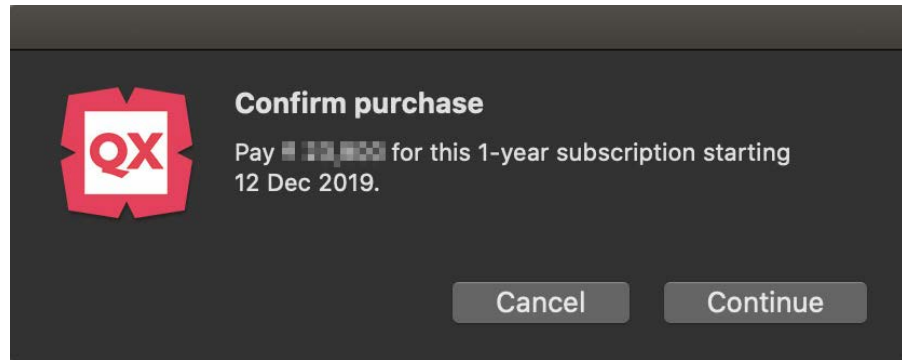 QX
Confirm purchase
Pay for this 1-year subscription starting
12 Dec 2019.
Cancel Continue